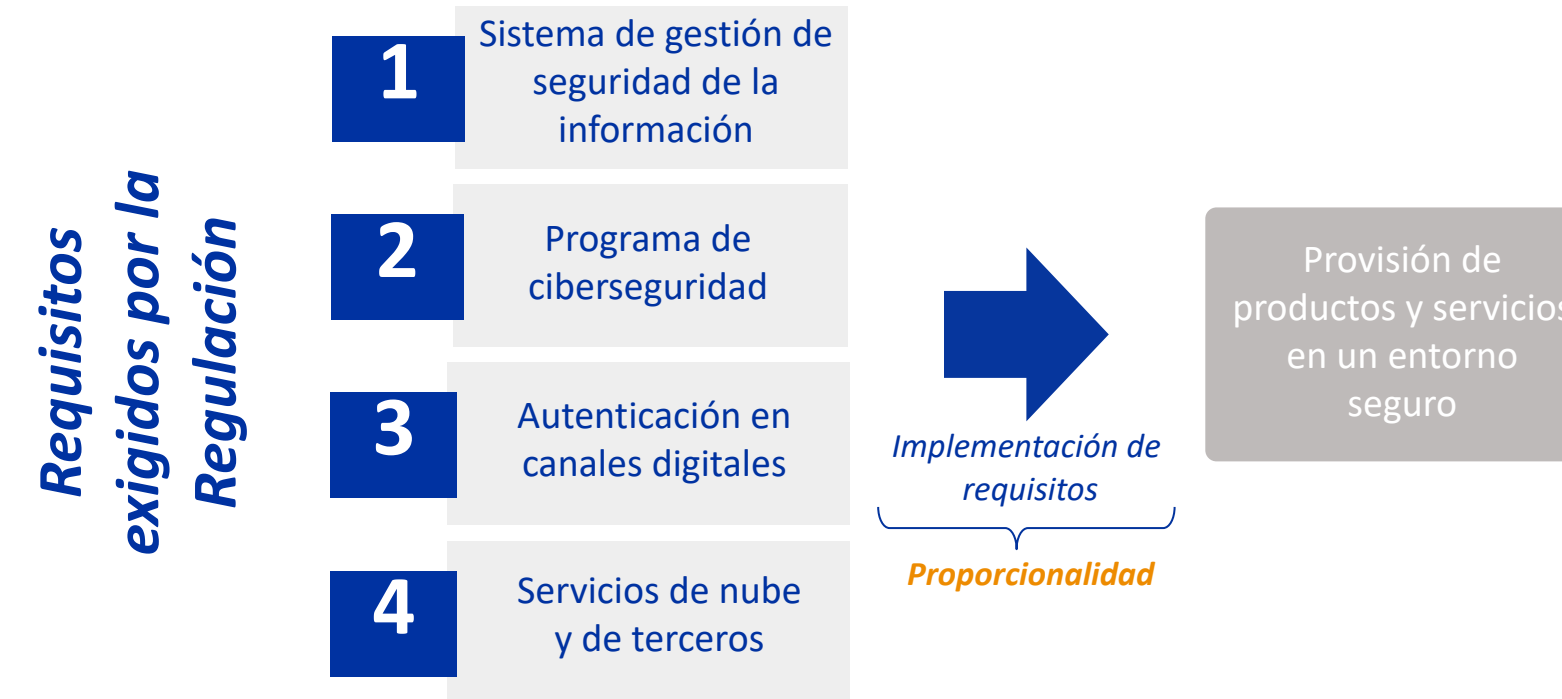 Requisitos
exigidos por la
Regulación
1
Sistema de gestión de
seguridad de la
información
2
Programa de
ciberseguridad
3
Autenticación en
canales digitales
4
Servicios de nube
y de terceros
Implementación de
requisitos
Proporcionalidad
Provisión de
productos y servicios
en un entorno
seguro